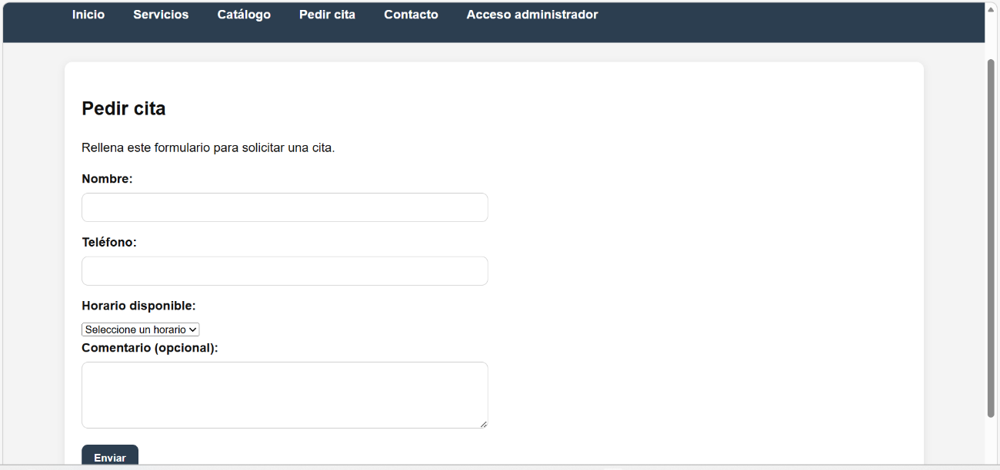 Inicio Servicios Catálogo Pedir cita Contacto Acceso administrador
Pedir cita
Rellena este formulario para solicitar una cita.
Nombre:
Teléfono:
Horario disponible:
Seleccione un horario
Comentario (opcional):
Enviar